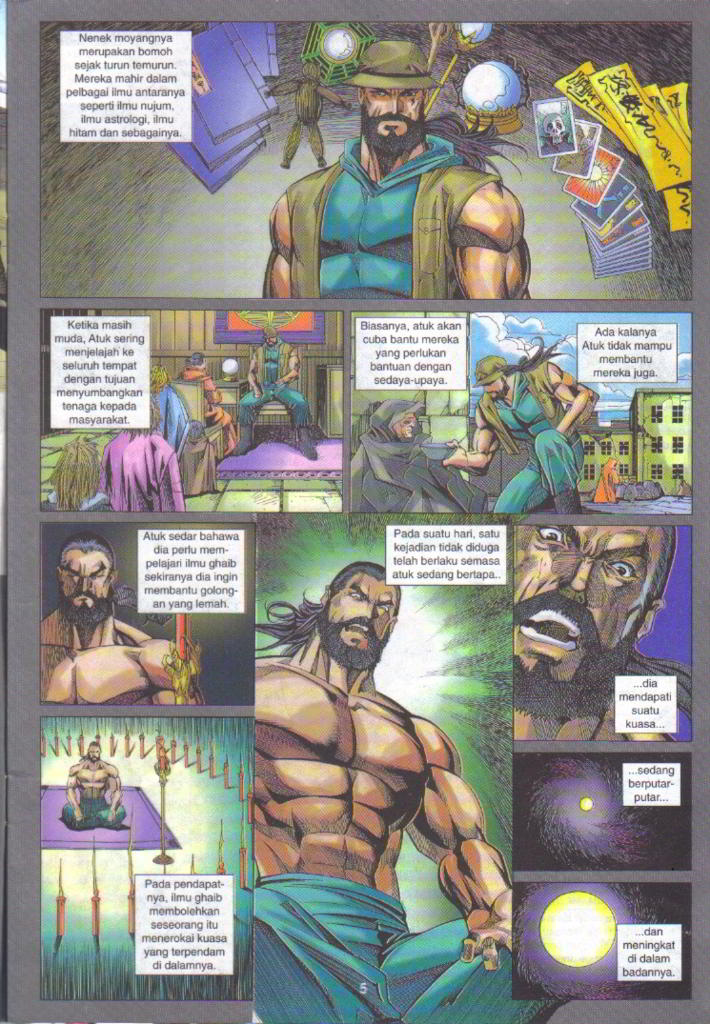 Nenek moyangnya
merupakan bomoh
sejak turun temurun.
Mereka mahir dalam
pelbagai ilmu antaranya
seperti ilmu nujum,
ilmu astrologi, ilmu
hitam dan sebagainya.
Ketika masih
muda, Atuk sering
menjelajah ke
seluruh tempat
dengan tujuan
menyumbangkan
tenaga kepada
masyarakat.
Biasanya, atuk akan
cuba bantu mereka
yang perlukan
bantuan dengan
sedaya-upaya.
Ada kalanya
Atuk tidak mampu
membantu
mereka juga.
Atuk sedar bahawa
dia perlu mem-
pelajari ilmu ghaib
sekiranya dia ingin
membantu golong-
an yang lemah.
Pada pendapat-
nya, ilmu ghaib
membolehkan
seseorang itu
menerokai kuasa
yang terpendam
di dalamnya.
Pada suatu hari, satu
kejadian tidak diduga
telah berlaku semasa
atuk sedang bertapa..
...dia
mendapati
suatu
kuasa...
...sedang
berputar-
putar...
...dan
meningkat
di dalam
badannya.
5